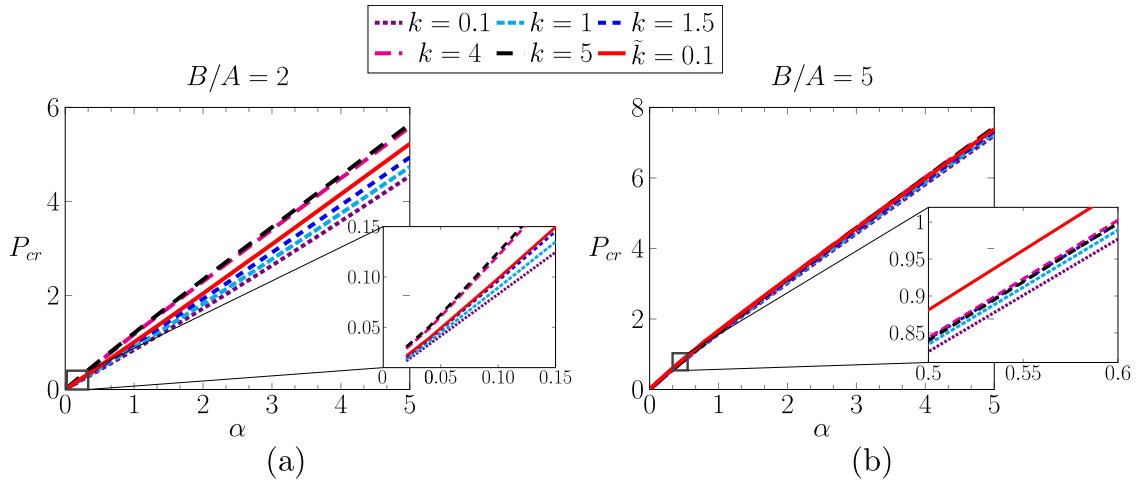 k = 0.1 k = 1 k = 1.5
k = 4 k = 5 k̃ = 0.1
B/A = 2
6
4
2
0
P_cr
0 1 2 3 4 5
α
0.15
0.10
0.05
0 0.05 0.10 0.15
(a)
B/A = 5
8
6
4
2
0
P_cr
0 1 2 3 4 5
α
1
0.95
0.9
0.85
0.5 0.55 0.6
(b)